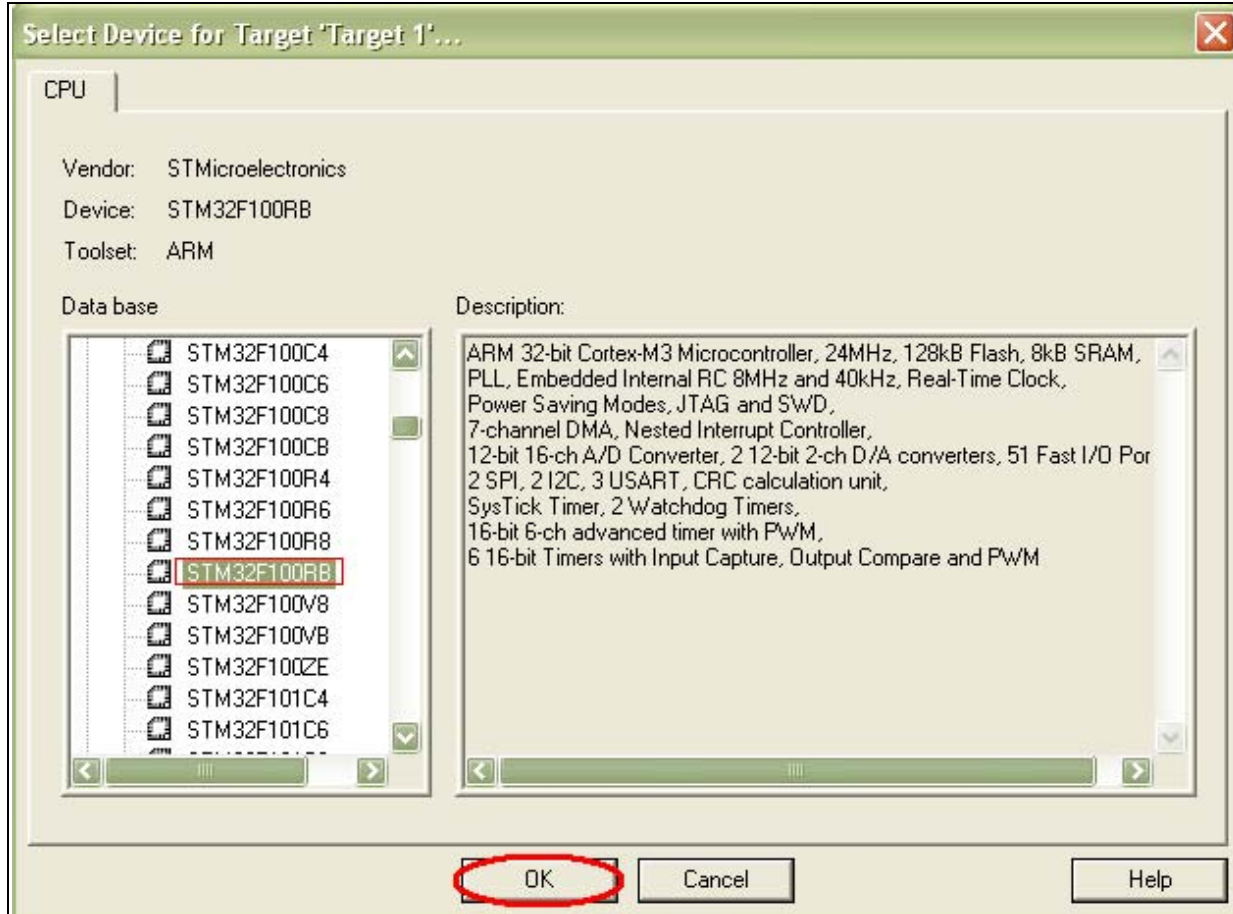 Select Device for Target 'Target 1'...
CPU
Vendor: STMicroelectronics
Device: STM32F100RB
Toolset: ARM
Data base
STM32F100C4
STM32F100C6
STM32F100C8
STM32F100CB
STM32F100R4
STM32F100R6
STM32F100R8
STM32F100RB
STM32F100V8
STM32F100VB
STM32F100ZE
STM32F101C4
STM32F101C6
Description:
ARM 32-bit Cortex-M3 Microcontroller, 24MHz, 128kB Flash, 8kB SRAM,
PLL, Embedded Internal RC 8MHz and 40kHz, Real-Time Clock,
Power Saving Modes, JTAG and SWD,
7-channel DMA, Nested Interrupt Controller,
12-bit 16-ch A/D Converter, 2 12-bit 2-ch D/A converters, 51 Fast I/O Por
2 SPI, 2 I2C, 3 USART, CRC calculation unit,
SysTick Timer, 2 Watchdog Timers,
16-bit 6-ch advanced timer with PWM,
6 16-bit Timers with Input Capture, Output Compare and PWM
OK Cancel Help